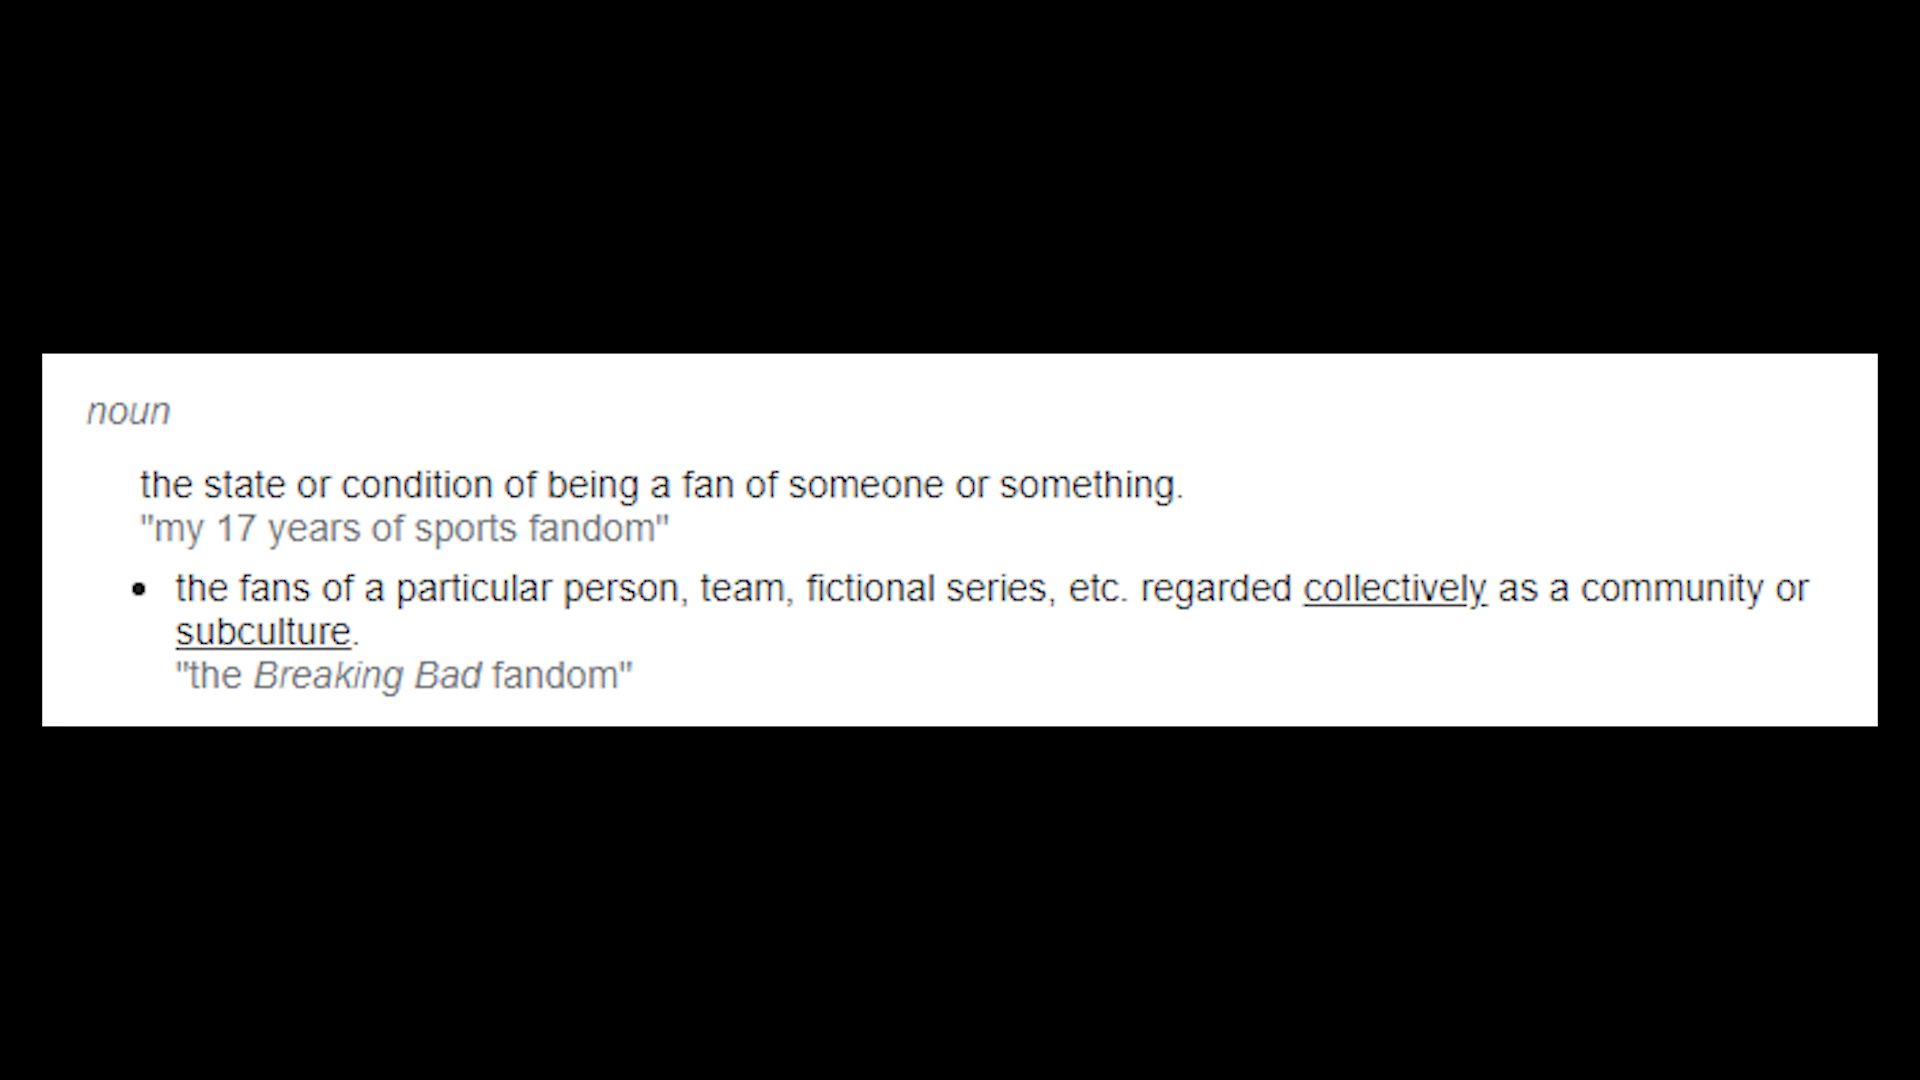 noun
the state or condition of being a fan of someone or something.
"my 17 years of sports fandom"
• the fans of a particular person, team, fictional series, etc. regarded collectively as a community or
subculture.
"the Breaking Bad fandom"